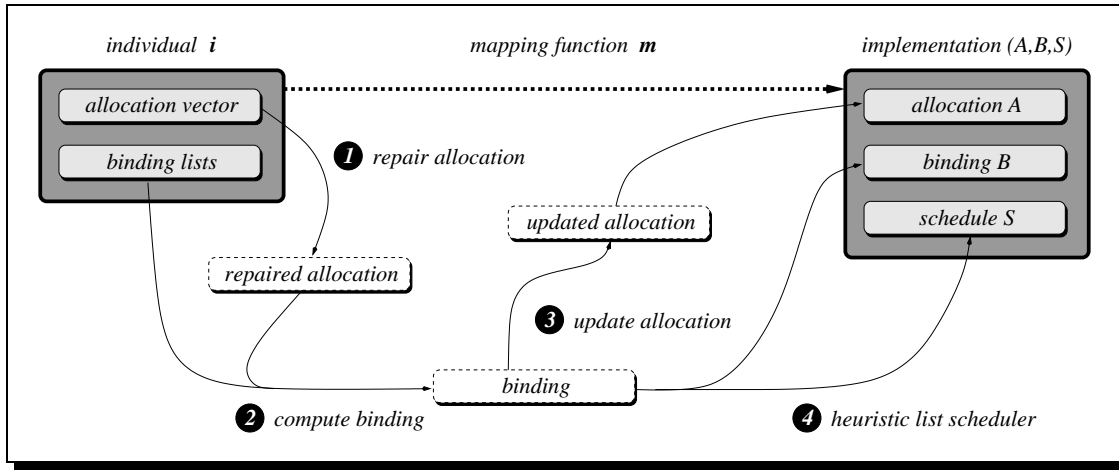 individual i
mapping function m
implementation (A,B,S)
allocation vector
binding lists
allocation A
binding B
schedule S
1 repair allocation
updated allocation
repaired allocation
3 update allocation
binding
2 compute binding
4 heuristic list scheduler